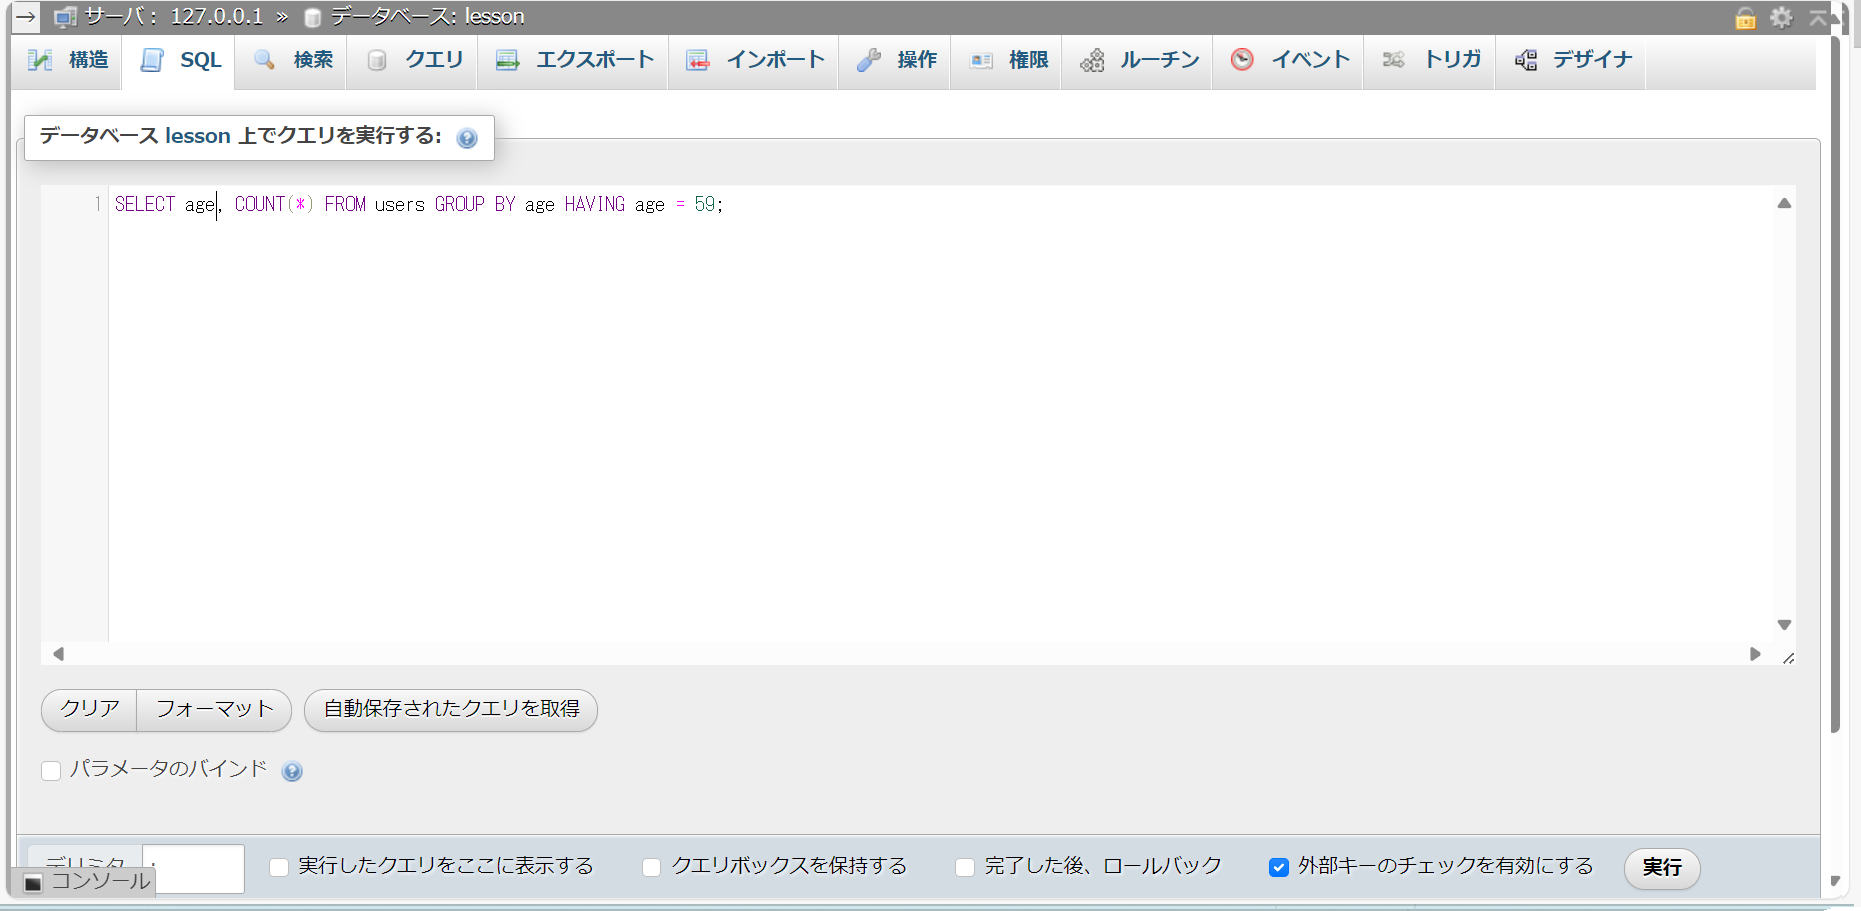 → サーバ： 127.0.0.1 » データベース: lesson
構造 SQL 検索 クエリ エクスポート インポート 操作 権限 ルーチン イベント トリガ デザイナ
データベース lesson 上でクエリを実行する:
1 SELECT age, COUNT(*) FROM users GROUP BY age HAVING age = 59;
クリア フォーマット 自動保存されたクエリを取得
パラメータのバインド
デリミタ ; 実行したクエリをここに表示する クエリボックスを保持する 完了した後、ロールバック 外部キーのチェックを有効にする 実行
コンソール